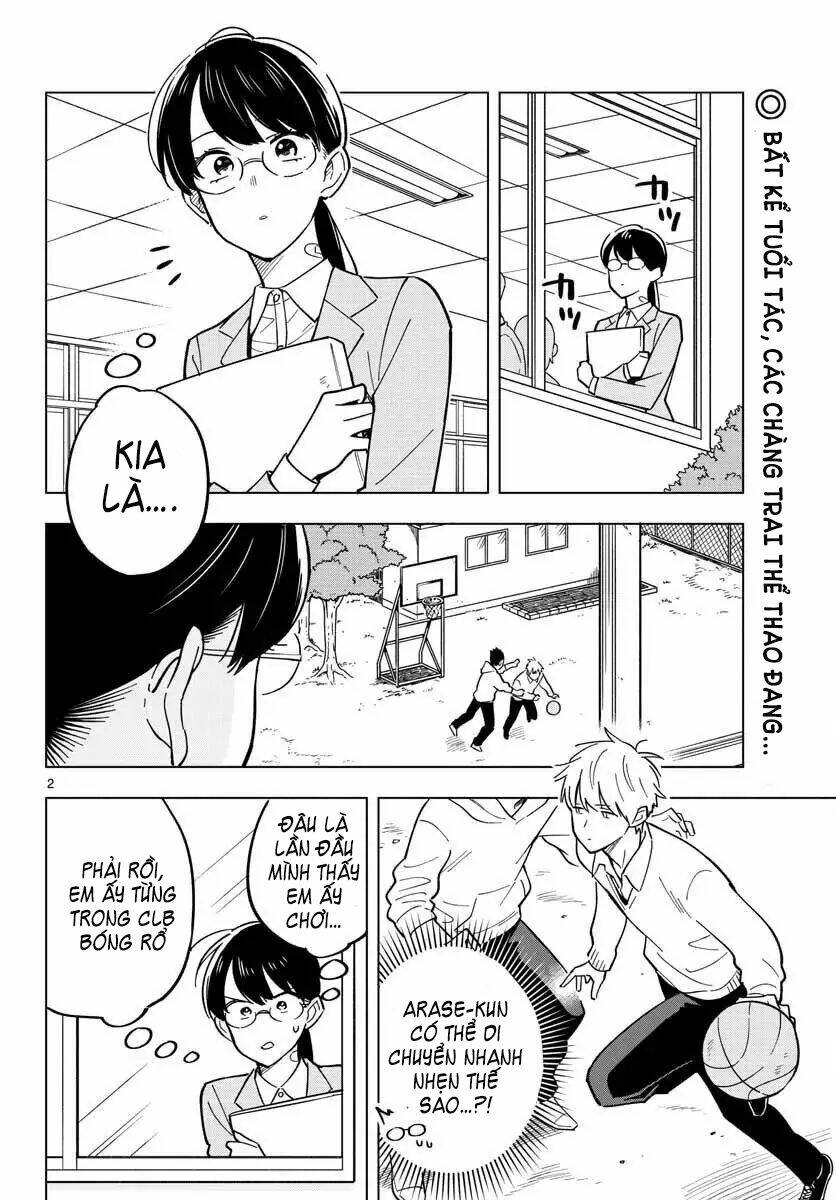 BẤT KỂ TUỔI TÁC, CÁC CHÀNG TRAI THỂ THAO ĐANG...
カツ
カツ
KIA
LÀ....
2
ARASE-KUN
CÓ THỂ DI
CHUYỂN NHANH
NHẸN THẾ
SAO...?!
ĐÂU LÀ
LẦN ĐẦU
MÌNH THẤY
EM ẤY
CHƠI...
PHẢI RỒI,
EM ẤY TỪNG
TRONG CLB
BÓNG RỔ